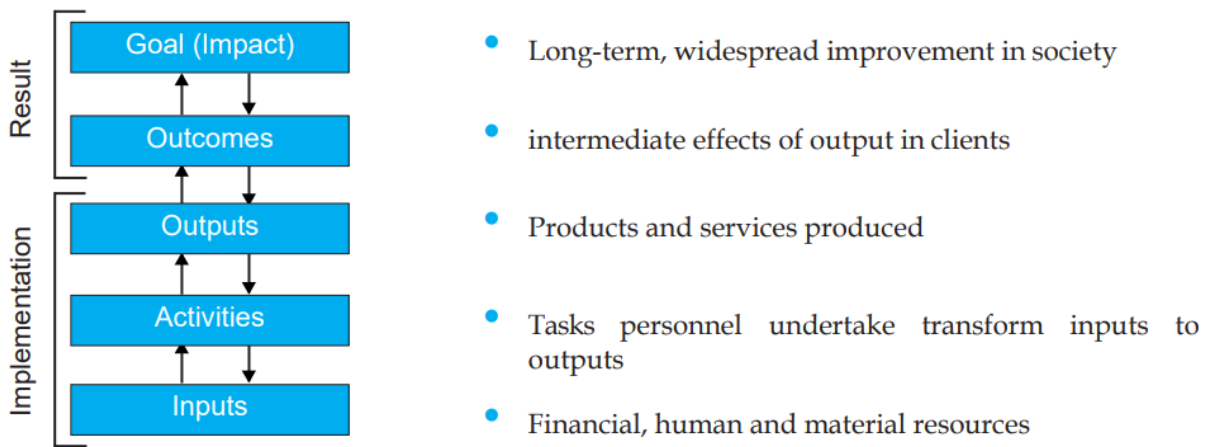 Result
Goal (Impact)
• Long-term, widespread improvement in society
Outcomes
• intermediate effects of output in clients
Implementation
Outputs
• Products and services produced
Activities
• Tasks personnel undertake transform inputs to
outputs
Inputs
• Financial, human and material resources